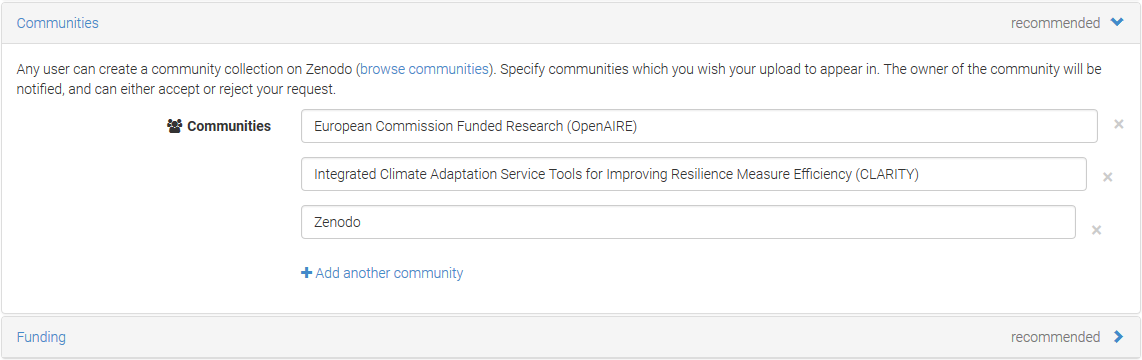 Communities
recommended
Any user can create a community collection on Zenodo (browse communities). Specify communities which you wish your upload to appear in. The owner of the community will be
notified, and can either accept or reject your request.
Communities
European Commission Funded Research (OpenAIRE)
Integrated Climate Adaptation Service Tools for Improving Resilience Measure Efficiency (CLARITY)
Zenodo
Add another community
Funding
recommended